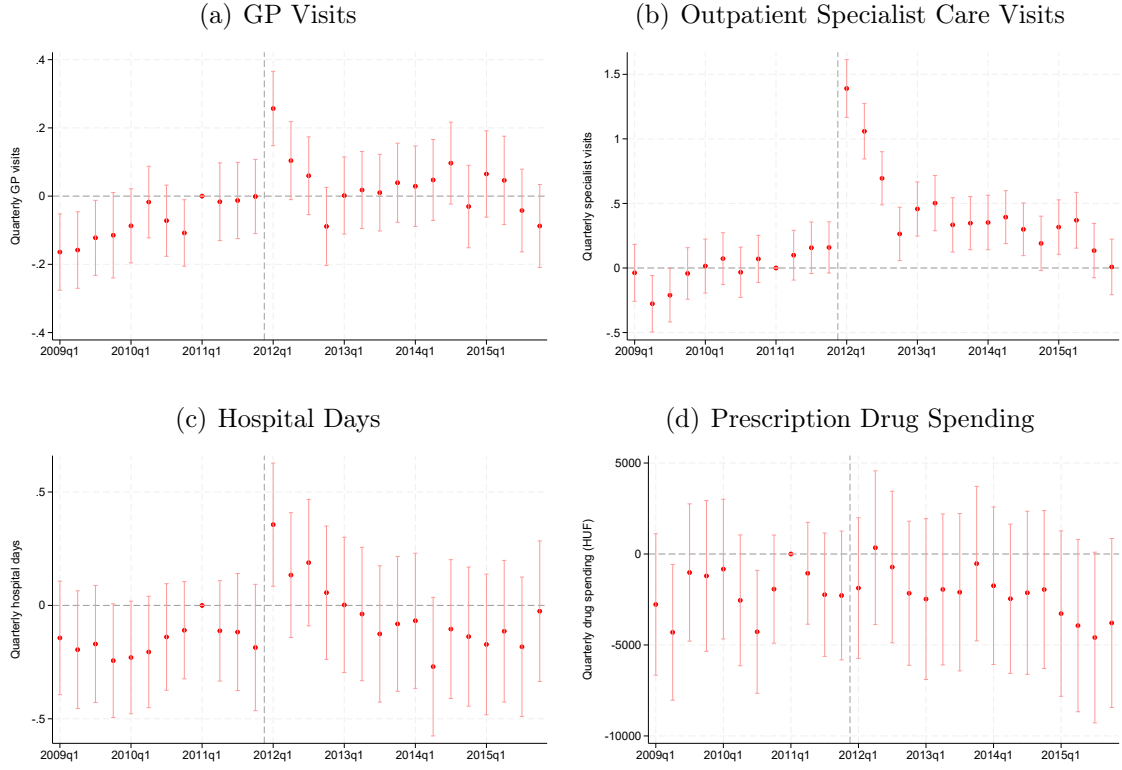 (a) GP Visits
Quarterly GP visits
.4
.2
0
-.2
-.4
2009q1 2010q1 2011q1 2012q1 2013q1 2014q1 2015q1
(b) Outpatient Specialist Care Visits
Quarterly specialist visits
1.5
1
.5
0
-.5
2009q1 2010q1 2011q1 2012q1 2013q1 2014q1 2015q1
(c) Hospital Days
Quarterly hospital days
.5
0
-.5
2009q1 2010q1 2011q1 2012q1 2013q1 2014q1 2015q1
(d) Prescription Drug Spending
Quarterly drug spending (HUF)
5000
0
-5000
-10000
2009q1 2010q1 2011q1 2012q1 2013q1 2014q1 2015q1